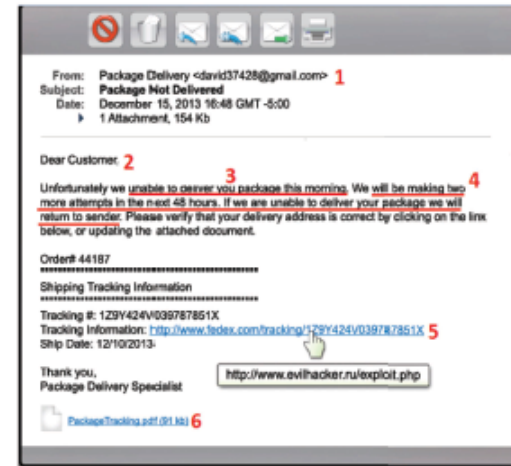 From: Package Delivery <david37428@gmail.com> 1
Subject: Package Not Delivered
Date: December 15, 2013 16:48 GMT -5:00
1 Attachment, 154 Kb
Dear Customer, 2
3
Unfortunately we unable to deaver you package this morning. We will be making two 4
more attempts in the next 48 hours. If we are unable to deliver your package we will
return to sender. Please verify that your delivery address is correct by clicking on the link
below, or updating the attached document.
Order# 44187
****************************************
Shipping Tracking Information
****************************************
Tracking #: 1Z9Y424V039787851X
Tracking Information: http://www.fedex.com/tracking/1Z9Y424V039787851X 5
Ship Date: 12/10/2013
http://www.evilhacker.ru/exploit.php
Thank you,
Package Delivery Specialist
PackageTracking.pdf (91 kb) 6